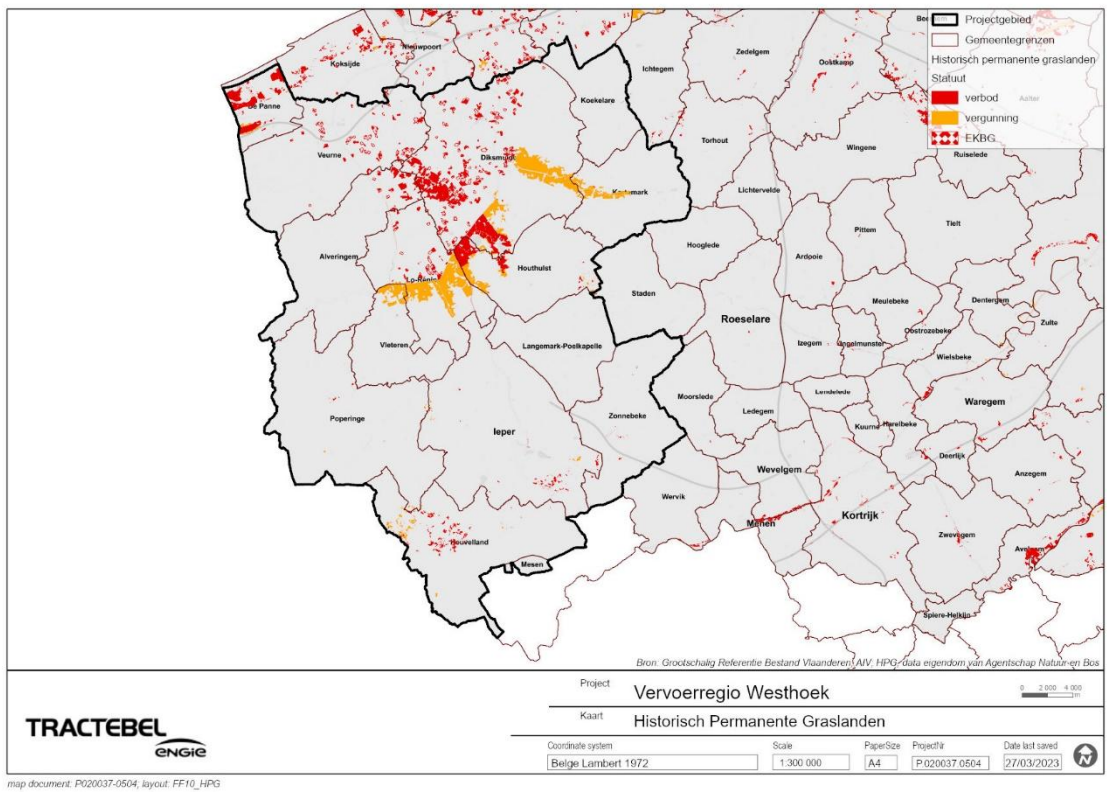 Projectgebied
Gemeentegrenzen
Historisch permanente graslanden
Statuut
verbod
vergunning
EKBG
Nieuwpoort
Koksijde
De Panne
Veurne
Diksmuide
Koekelare
Kortemark
Ichtegem
Zedelgem
Oostkamp
Aalter
Torhout
Wingene
Ruiselede
Lichtervelde
Alveringem
Lo-Reninge
Houthulst
Hooglede
Ardooie
Pittem
Tielt
Staden
Roeselare
Meulebeke
Dentergem
Oostrozebeke
Zulte
Vleteren
Langemark-Poelkapelle
Izegem
Ingelmunster
Wielsbeke
Poperinge
Ieper
Zonnebeke
Moorslede
Ledegem
Lendelede
Waregem
Kuurne
Harelbeke
Deerlijk
Wevelgem
Anzegem
Wervik
Menen
Kortrijk
Zwevegem
Avelgem
Heuvelland
Mesen
Spiere-Helkijn
Bron: Grootschalig Referentie Bestand Vlaanderen, AIV, HPG, data eigendom van Agentschap Natuur en Bos
TRACTEBEL
ENGIE
Project
Vervoerregio Westhoek
0 2 000 4 000
m
Kaart
Historisch Permanente Graslanden
Coordinate system
Scale
PaperSize
ProjectNr
Date last saved
Belge Lambert 1972
1:300 000
A4
P.020037.0504
27/03/2023
N
map document: P020037-0504; layout: FF10_HPG